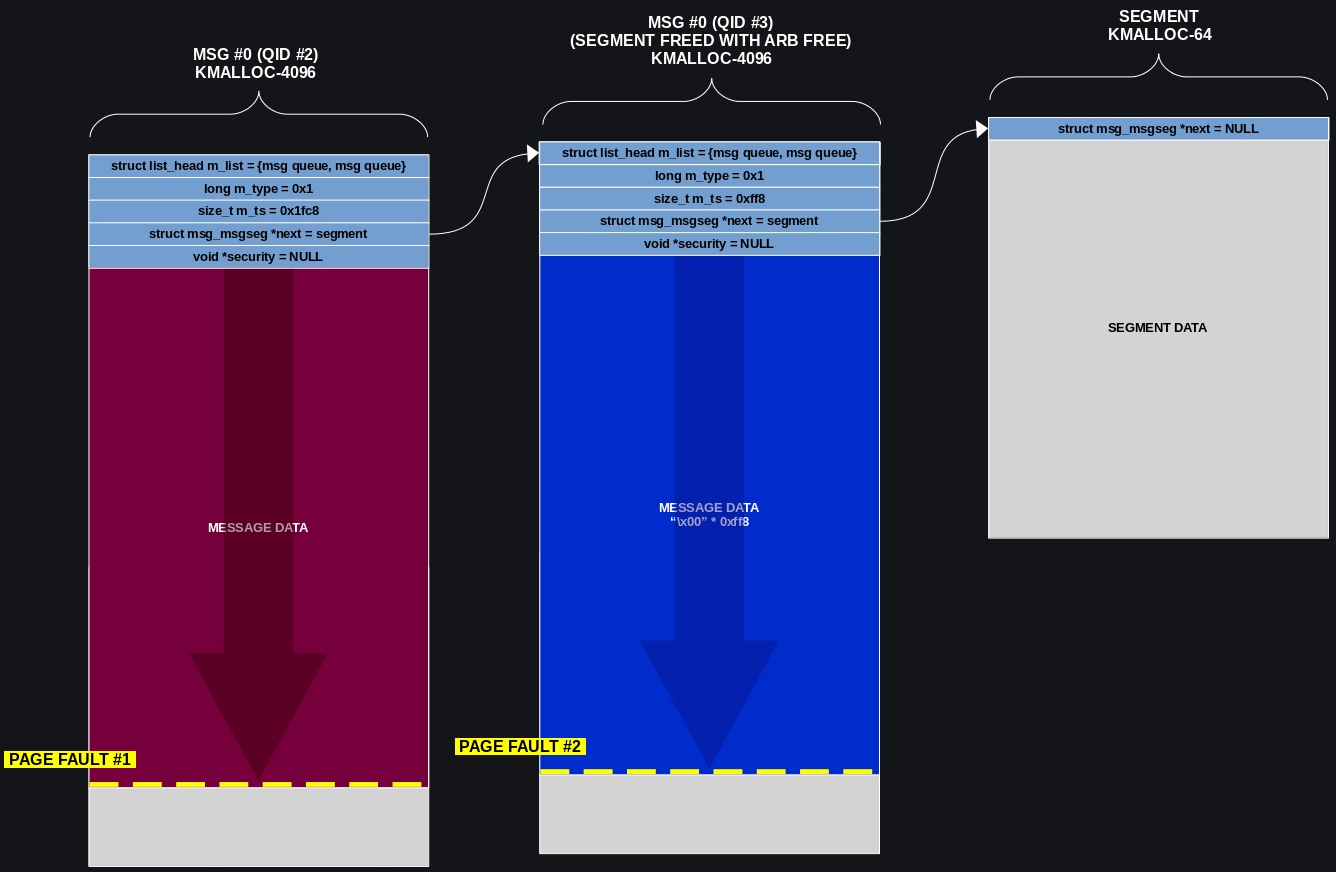 MSG #0 (QID #2)
KMALLOC-4096
struct list_head m_list = {msg queue, msg queue}
long m_type = 0x1
size_t m_ts = 0x1fc8
struct msg_msgseg *next = segment
void *security = NULL
MESSAGE DATA
PAGE FAULT #1
MSG #0 (QID #3)
(SEGMENT FREED WITH ARB FREE)
KMALLOC-4096
struct list_head m_list = {msg queue, msg queue}
long m_type = 0x1
size_t m_ts = 0xff8
struct msg_msgseg *next = segment
void *security = NULL
MESSAGE DATA
“\x00” * 0xff8
PAGE FAULT #2
SEGMENT
KMALLOC-64
struct msg_msgseg *next = NULL
SEGMENT DATA